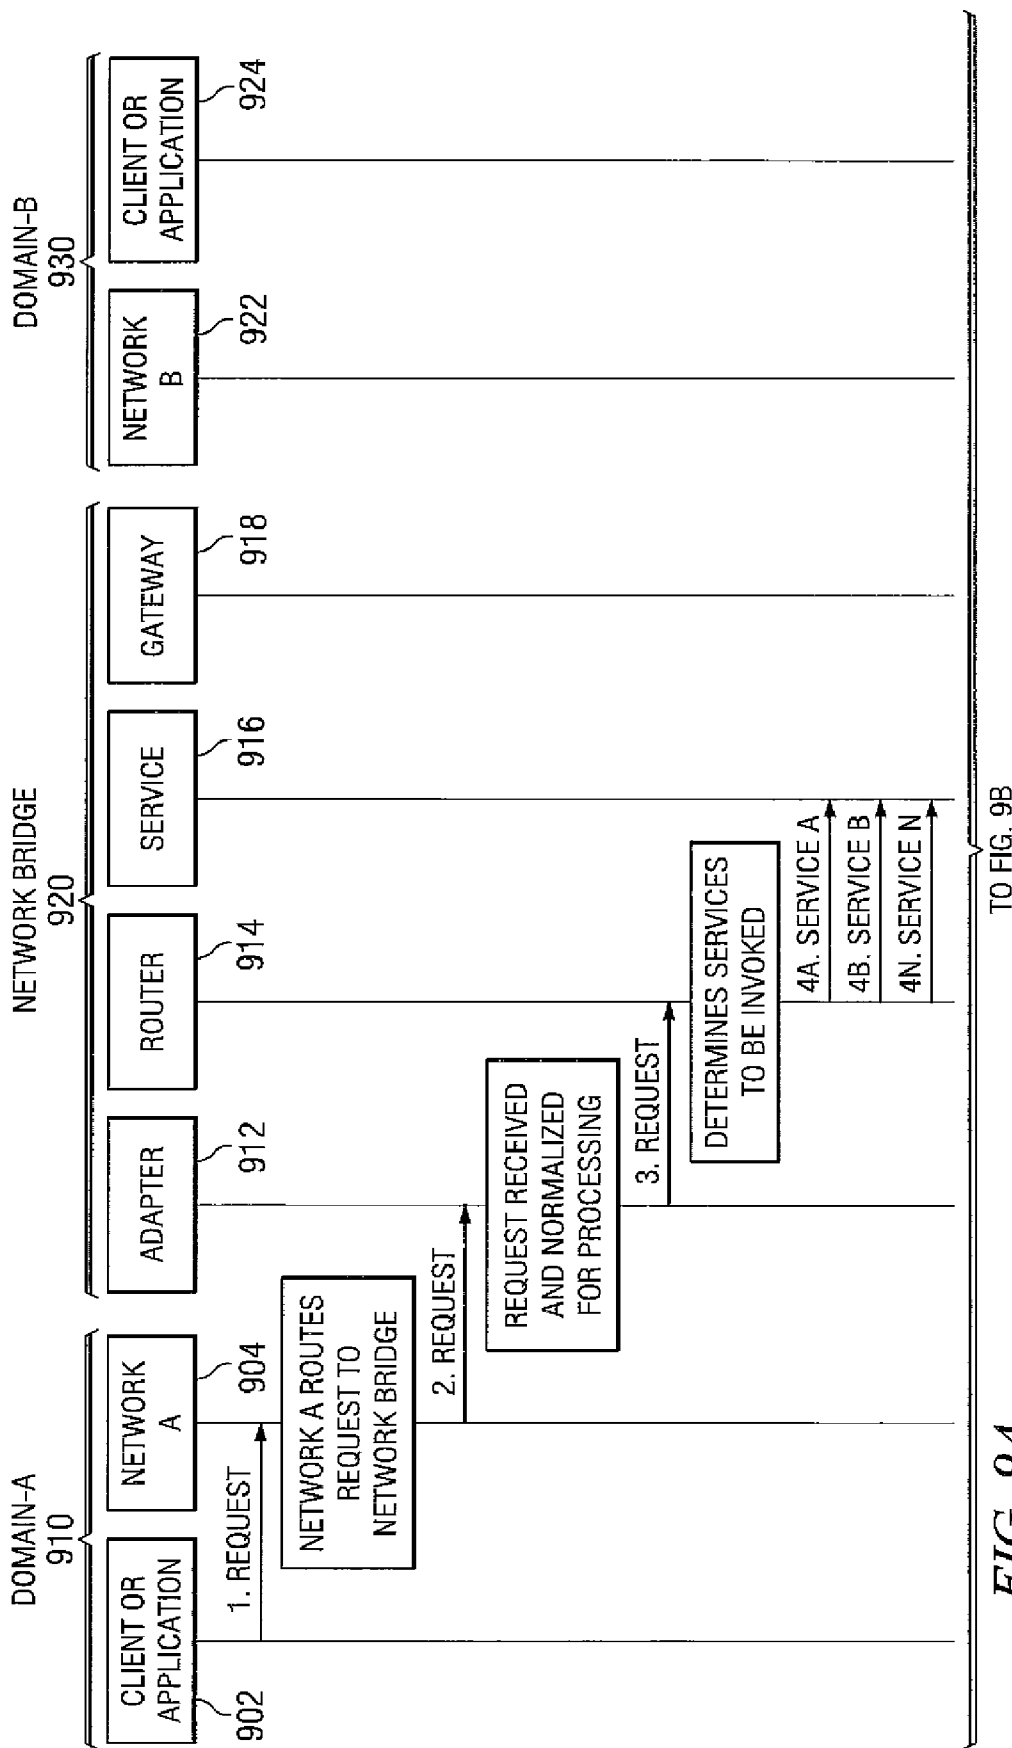 DOMAIN-A
910
NETWORK BRIDGE
920
DOMAIN-B
930
CLIENT OR
APPLICATION
902
NETWORK
A
904
ADAPTER
912
ROUTER
914
SERVICE
916
GATEWAY
918
NETWORK
B
922
CLIENT OR
APPLICATION
924
1. REQUEST
NETWORK A ROUTES
REQUEST TO
NETWORK BRIDGE
2. REQUEST
REQUEST RECEIVED
AND NORMALIZED
FOR PROCESSING
3. REQUEST
DETERMINES SERVICES
TO BE INVOKED
4A. SERVICE A
4B. SERVICE B
4N. SERVICE N
TO FIG. 9B
FIG. 9A